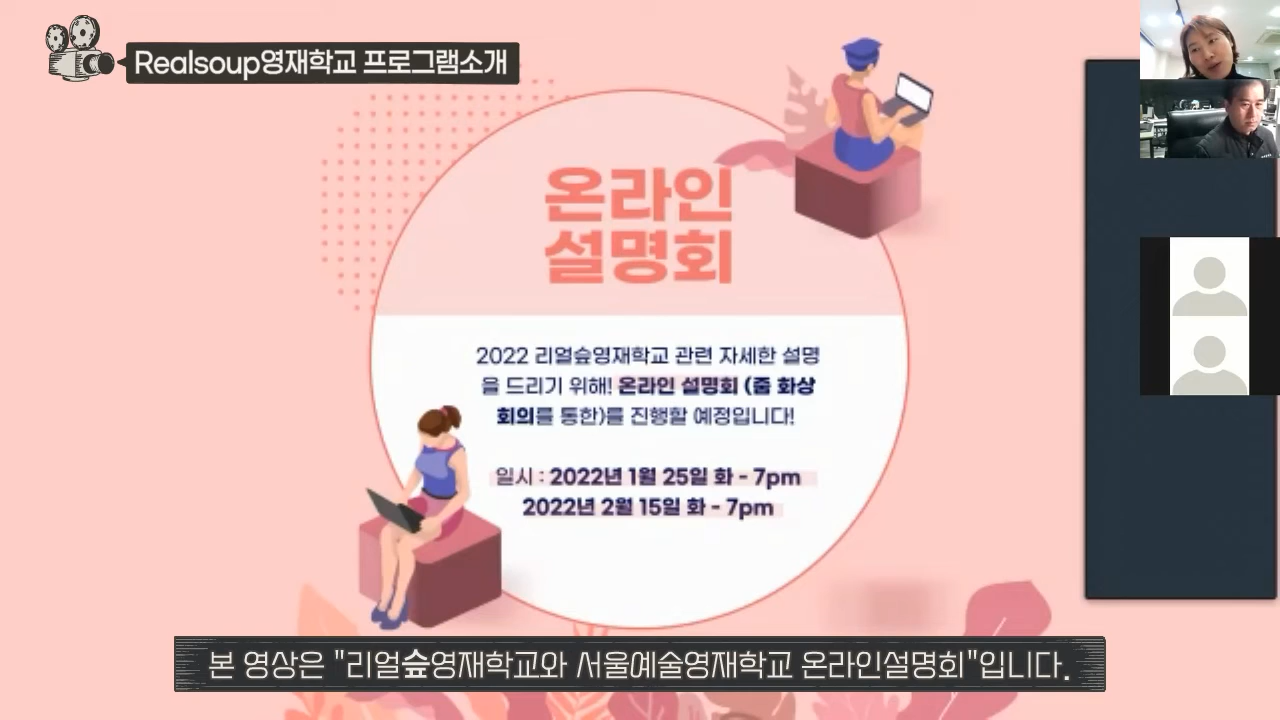 Realsoup영재학교 프로그램소개
온라인
설명회
2022 리얼숲영재학교 관련 자세한 설명
을 드리기 위해! 온라인 설명회 (줌 화상
회의를 통한)를 진행할 예정입니다!
일시 : 2022년 1월 25일 화 - 7pm
2022년 2월 15일 화 - 7pm
본 영상은 "리얼숲영재학교와 서울예술영재학교 온라인설명회"입니다.